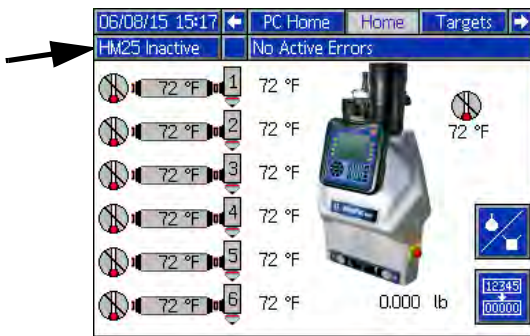 06/08/15 15:17 PC Home Home Targets
HM25 Inactive No Active Errors
72 °F 1 72 °F
72 °F
72 °F 2 72 °F
72 °F 3 72 °F
72 °F 4 72 °F
72 °F 5 72 °F
72 °F 6 72 °F
0.000 lb
12345
00000